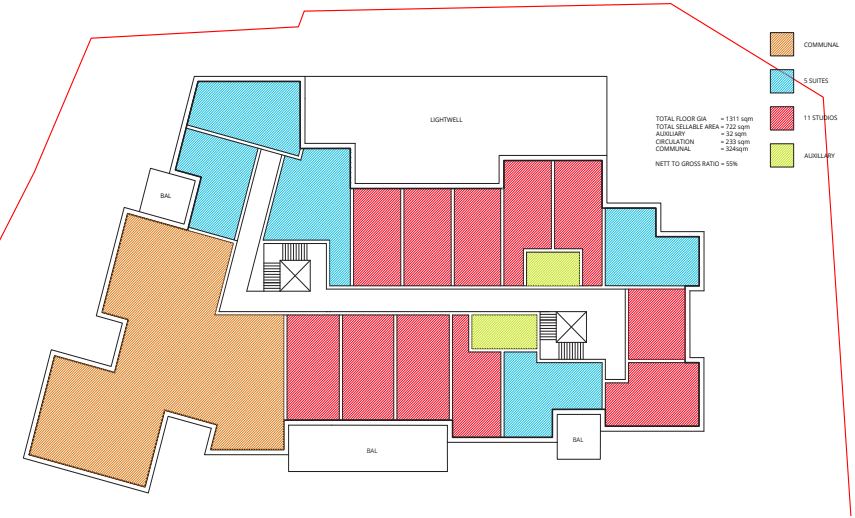 COMMUNAL
5 SUITES
LIGHTWELL
TOTAL FLOOR GIA = 1311 sqm
11 STUDIOS
TOTAL SELLABLE AREA = 722 sqm
AUXILIARY = 32 sqm
CIRCULATION = 233 sqm
COMMUNAL = 324sqm
AUXILLARY
NETT TO GROSS RATIO = 55%
BAL
BAL
BAL